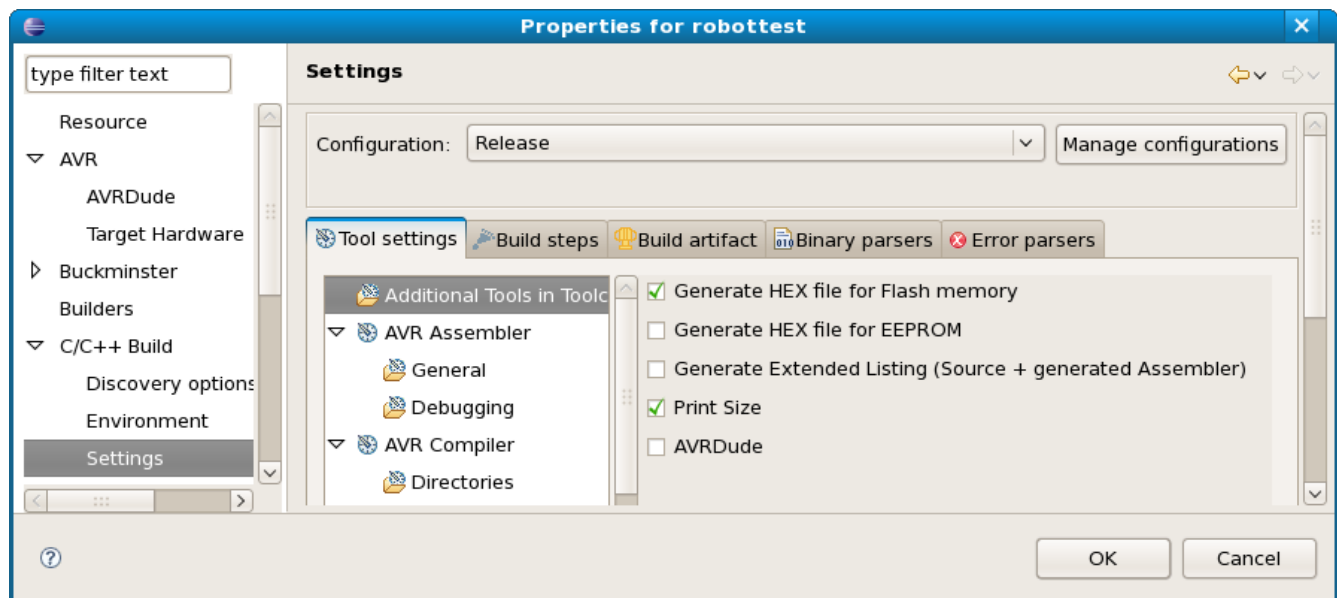 Properties for robottest
type filter text
Settings
Resource
AVR
AVRDude
Target Hardware
Buckminster
Builders
C/C++ Build
Discovery options
Environment
Settings
Configuration:
Release
Manage configurations
Tool settings
Build steps
Build artifact
Binary parsers
Error parsers
Additional Tools in Toolc
AVR Assembler
General
Debugging
AVR Compiler
Directories
Generate HEX file for Flash memory
Generate HEX file for EEPROM
Generate Extended Listing (Source + generated Assembler)
Print Size
AVRDude
OK
Cancel